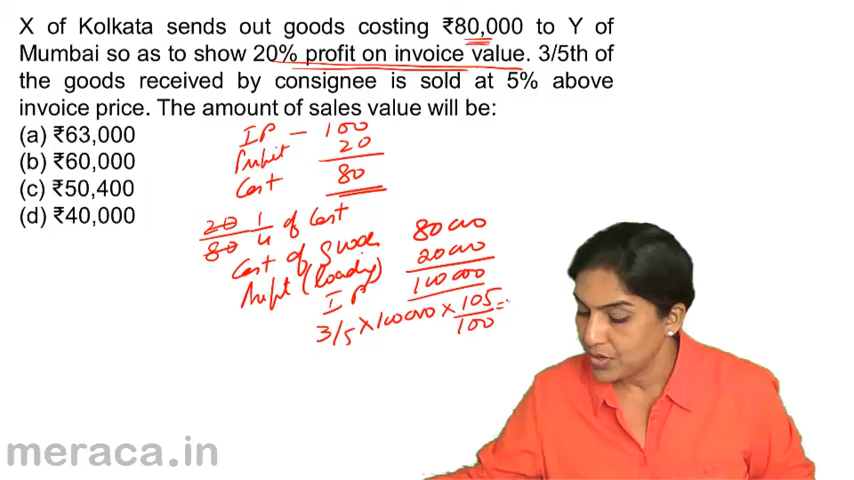 X of Kolkata sends out goods costing ₹80,000 to Y of
Mumbai so as to show 20% profit on invoice value. 3/5th of
the goods received by consignee is sold at 5% above
invoice price. The amount of sales value will be:
(a) ₹63,000
(b) ₹60,000
(c) ₹50,400
(d) ₹40,000
IP — 100
Profit 20
Cost 80
20/80 1/4 of Cost
Cost of goods 80000
Profit (loading) 20000
IP 100000
3/5 × 100000 × 105/100 =
meraca.in